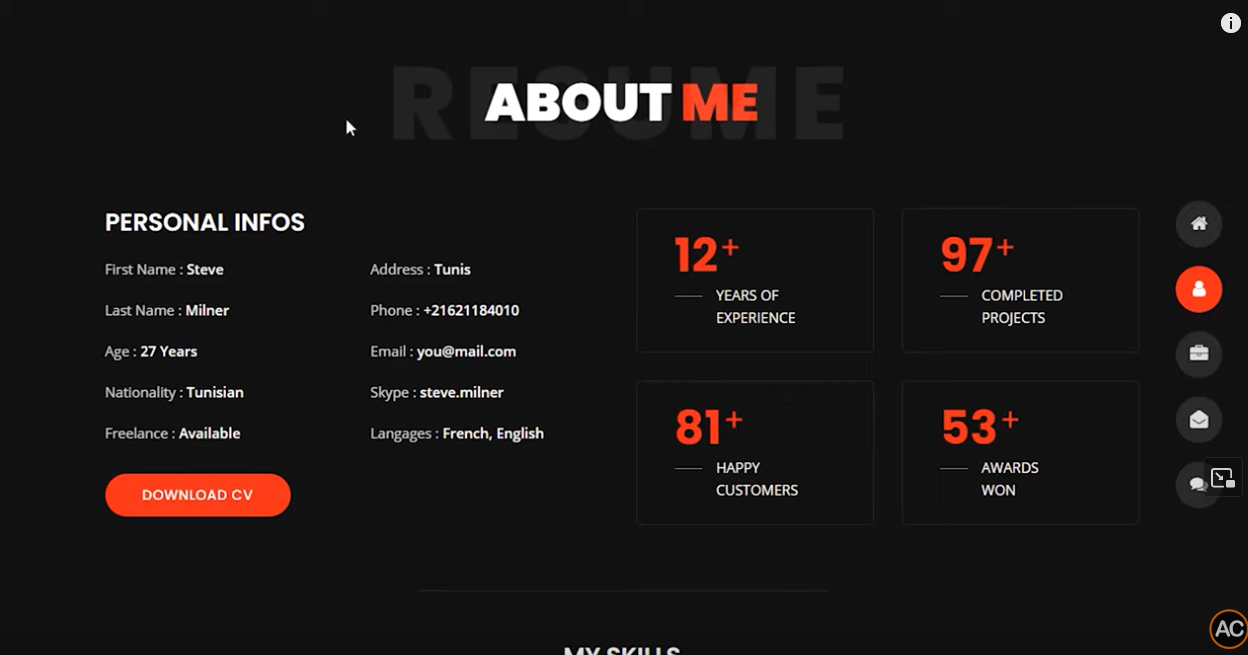 RESUME
ABOUT ME
PERSONAL INFOS
First Name : Steve
Last Name : Milner
Age : 27 Years
Nationality : Tunisian
Freelance : Available
Address : Tunis
Phone : +21621184010
Email : you@mail.com
Skype : steve.milner
Langages : French, English
DOWNLOAD CV
12+
YEARS OF
EXPERIENCE
97+
COMPLETED
PROJECTS
81+
HAPPY
CUSTOMERS
53+
AWARDS
WON
MY SKILLS
AC